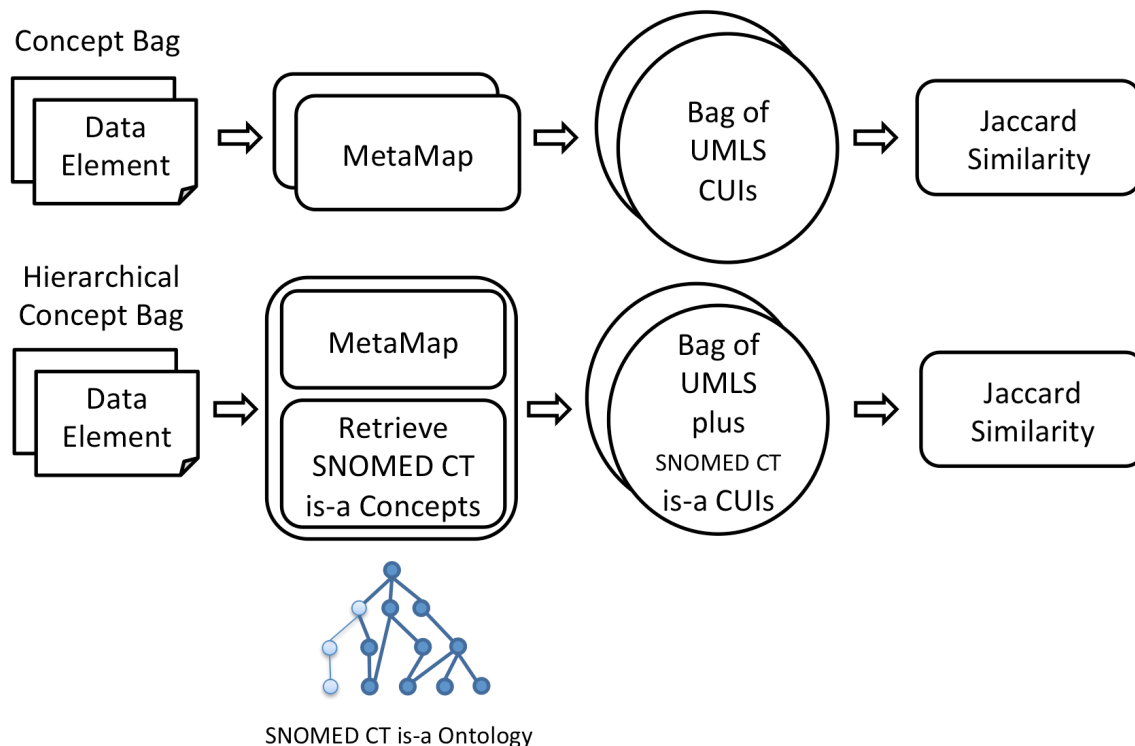 Concept Bag
Data
Element
MetaMap
Bag of
UMLS
CUIs
Jaccard
Similarity
Hierarchical
Concept Bag
Data
Element
MetaMap
Retrieve
SNOMED CT
is-a Concepts
Bag of
UMLS
plus
SNOMED CT
is-a CUIs
Jaccard
Similarity
SNOMED CT is-a Ontology